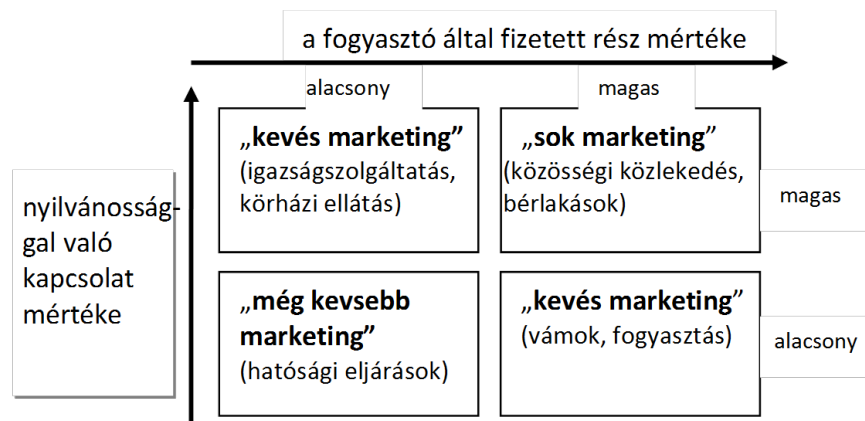 a fogyasztó által fizetett rész mértéke
alacsony
magas
„kevés marketing”
(igazságszolgáltatás,
körházi ellátás)
„sok marketing”
(közösségi közlekedés,
bérlakások)
magas
nyilvánosság-
gal való
kapcsolat
mértéke
„még kevsebb
marketing”
(hatósági eljárások)
„kevés marketing”
(vámok, fogyasztás)
alacsony